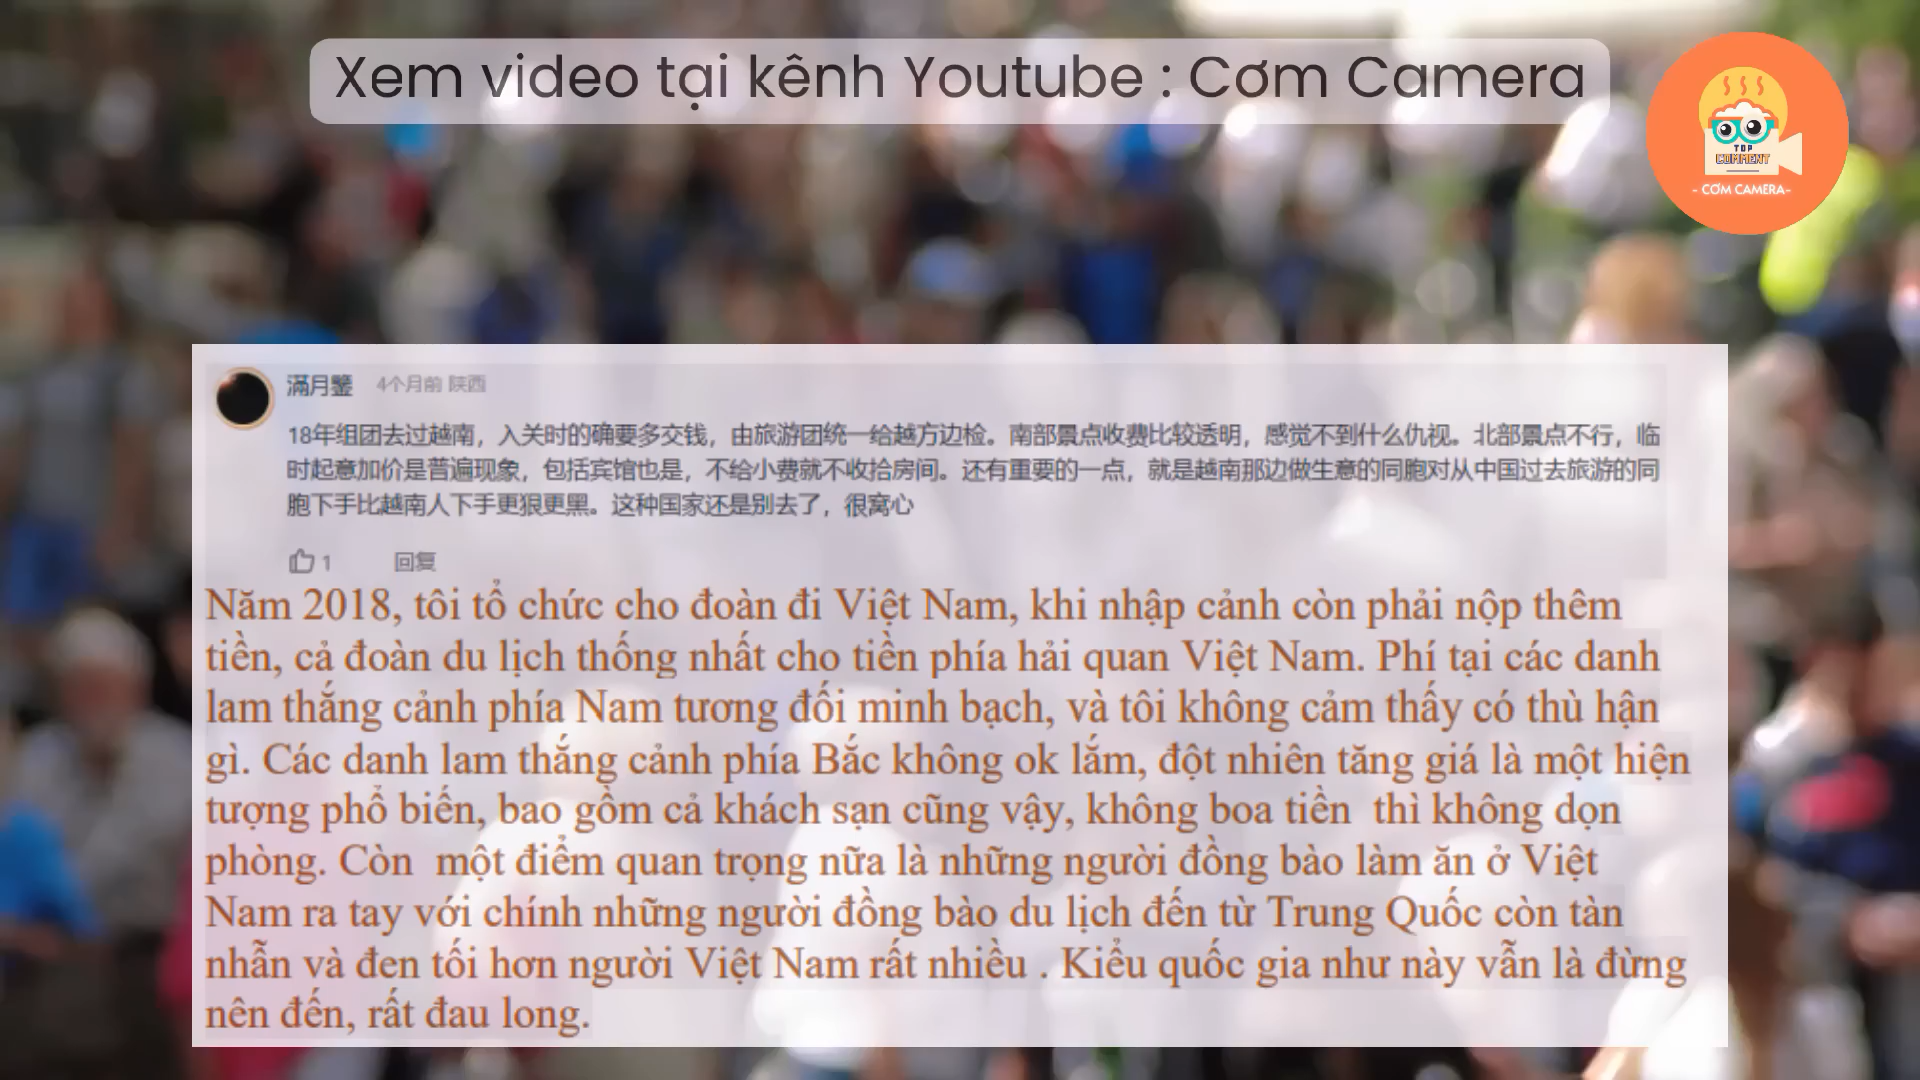 Xem video tại kênh Youtube : Cơm Camera
TOP
COMMENT
- CƠM CAMERA-
滿月鑒 4个月前 陕西
18年组团去过越南，入关时的确要多交钱，由旅游团统一给越方边检。南部景点收费比较透明，感觉不到什么仇视。北部景点不行，临
时起意加价是普遍现象，包括宾馆也是，不给小费就不收拾房间。还有重要的一点，就是越南那边做生意的同胞对从中国过去旅游的同
胞下手比越南人下手更狠更黑。这种国家还是别去了，很窝心
1 回复
Năm 2018, tôi tổ chức cho đoàn đi Việt Nam, khi nhập cảnh còn phải nộp thêm
tiền, cả đoàn du lịch thống nhất cho tiền phía hải quan Việt Nam. Phí tại các danh
lam thắng cảnh phía Nam tương đối minh bạch, và tôi không cảm thấy có thù hận
gì. Các danh lam thắng cảnh phía Bắc không ok lắm, đột nhiên tăng giá là một hiện
tượng phổ biến, bao gồm cả khách sạn cũng vậy, không boa tiền thì không dọn
phòng. Còn một điểm quan trọng nữa là những người đồng bào làm ăn ở Việt
Nam ra tay với chính những người đồng bào du lịch đến từ Trung Quốc còn tàn
nhẫn và đen tối hơn người Việt Nam rất nhiều . Kiểu quốc gia như này vẫn là đừng
nên đến, rất đau long.